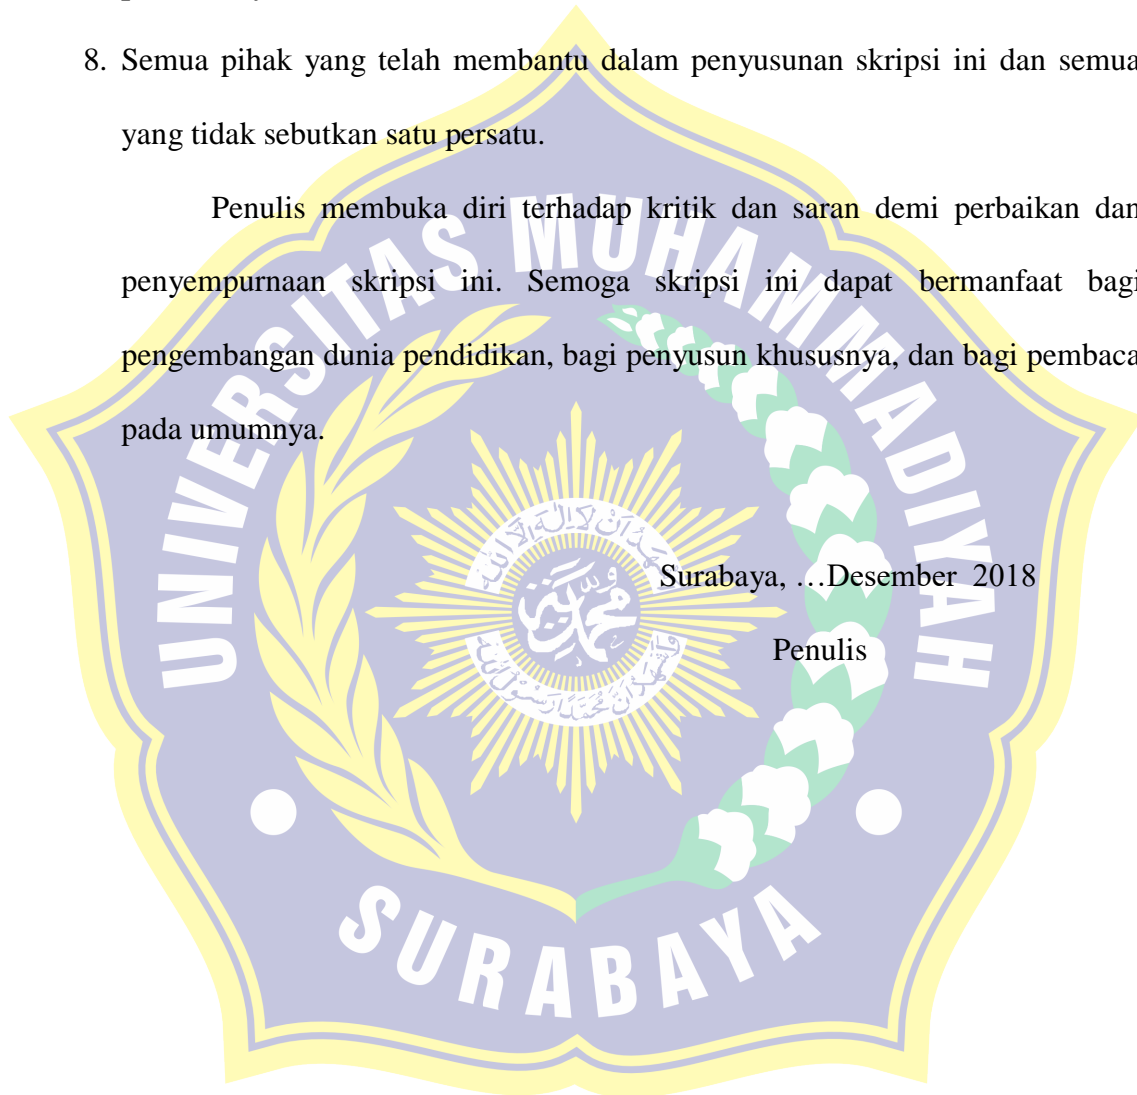 8. Semua pihak yang telah membantu dalam penyusunan skripsi ini dan semua
yang tidak sebutkan satu persatu.
Penulis membuka diri terhadap kritik dan saran demi perbaikan dan
penyempurnaan skripsi ini. Semoga skripsi ini dapat bermanfaat bagi
pengembangan dunia pendidikan, bagi penyusun khususnya, dan bagi pembaca
pada umumnya.
Surabaya, …Desember 2018
Penulis
UNIVERSITAS MUHAMMADIYAH
SURABAYA
محمد